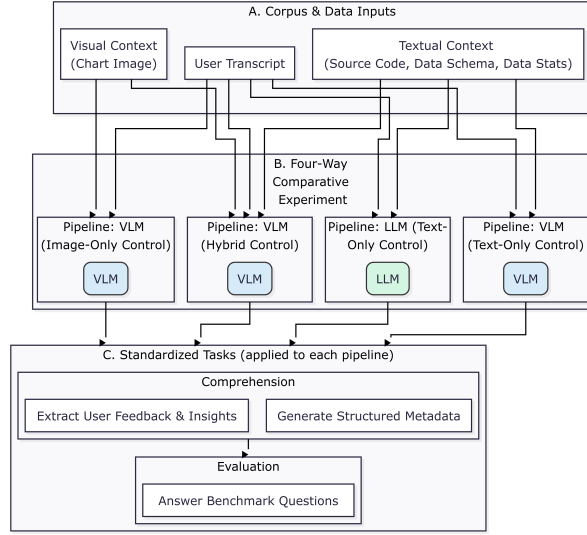 A. Corpus & Data Inputs
Visual Context
(Chart Image)
User Transcript
Textual Context
(Source Code, Data Schema, Data Stats)
B. Four-Way
Comparative
Experiment
Pipeline: VLM
(Image-Only Control)
VLM
Pipeline: VLM
(Hybrid Control)
VLM
Pipeline: LLM (Text-
Only Control)
LLM
Pipeline: VLM
(Text-Only Control)
VLM
C. Standardized Tasks (applied to each pipeline)
Comprehension
Extract User Feedback & Insights
Generate Structured Metadata
Evaluation
Answer Benchmark Questions